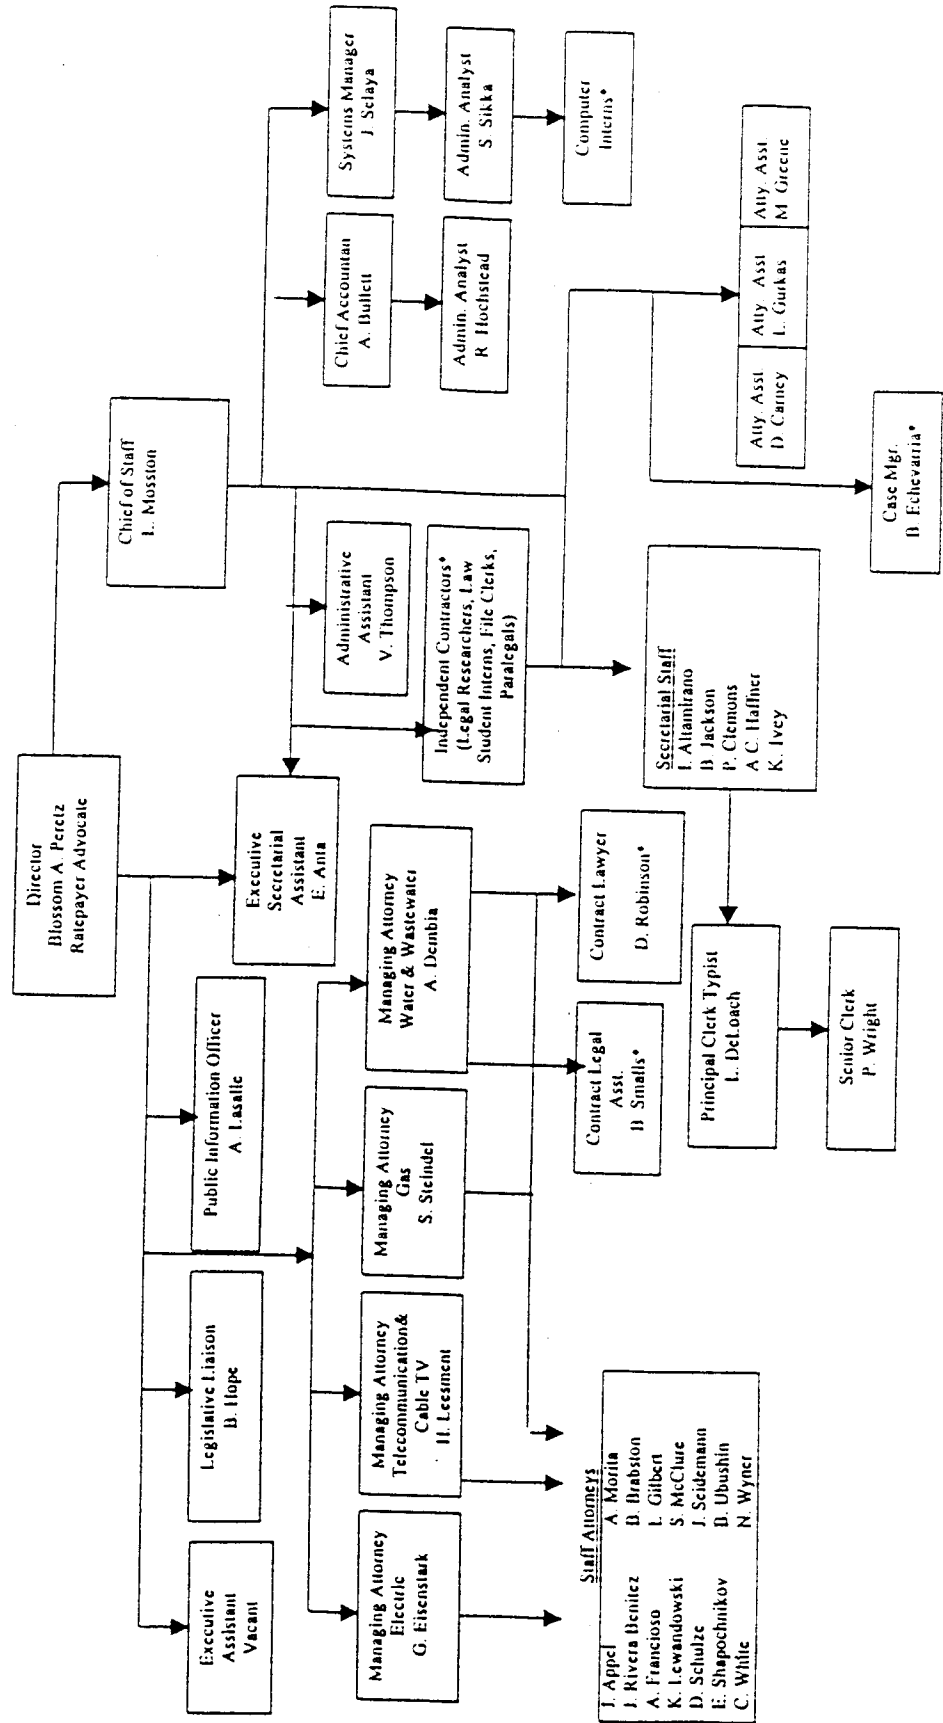 Director
Blossom A. Peretz
Ratepayer Advocate
Chief of Staff
L. Mosston
Executive
Assistant
Vacant
Legislative Liaison
B. Hope
Public Information Officer
A. Lasalle
Executive
Secretarial
Assistant
E. Anta
Administrative
Assistant
V. Thompson
Chief Accountan
A. Bullett
Systems Manager
J. Selaya
Managing Attorney
Electric
G. Eisenstark
Managing Attorney
Telecommunication&
Cable TV
H. Leesment
Managing Attorney
Gas
S. Steindel
Managing Attorney
Water & Wastewater
A. Dembia
Independent Contractors*
(Legal Researchers, Law
Student Interns, File Clerks,
Paralegals)
Admin. Analyst
R Hochstead
Admin. Analyst
S. Sikka
Computer
Interns*
Staff Attorneys
J. Appel
J. Rivera Benitez
A. Francioso
K. Lewandowski
D. Schulze
E. Shapochnikov
C. White
A. Morita
B. Brabston
L. Gilbert
S. McClure
J. Seidemann
B. Ubushin
N. Wyner
Contract Legal
Asst.
B Smalls*
Contract Lawyer
D. Robinson*
Secretarial Staff
I. Altamirano
B. Jackson
P. Clemons
A C. Haffner
K. Ivey
Atty. Asst
D. Carney
Atty. Asst
L. Gurkas
Atty. Asst.
M Greene
Principal Clerk Typist
L. DeLoach
Senior Clerk
P. Wright
Case Mgr.
B. Echevarria*